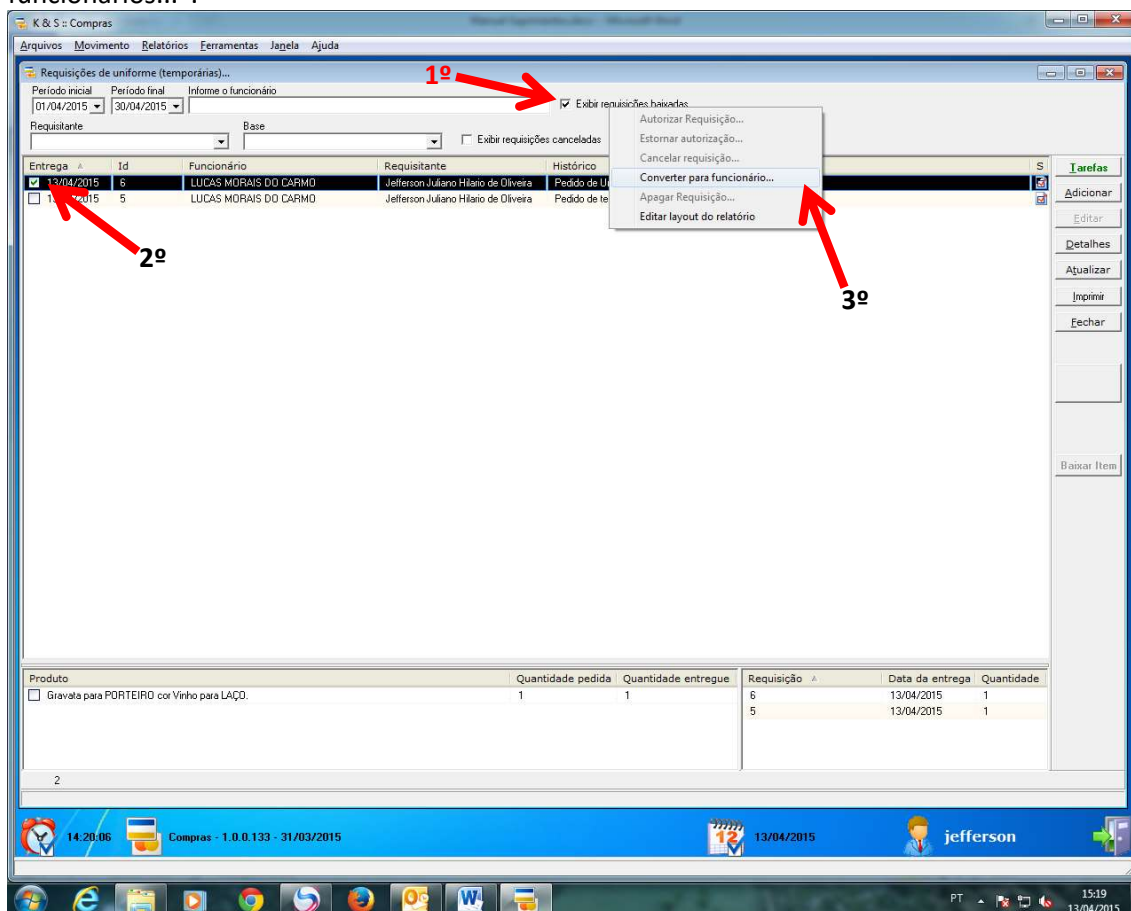 funcionários... .
K & S :: Compras
Arquivos Movimento Relatórios Ferramentas Janela Ajuda
Requisições de uniforme (temporárias)...
1º
Período inicial Período final Informe o funcionário
01/04/2015 30/04/2015 Exibir requisições baixadas
Requisitante Base
Exibir requisições canceladas
Autorizar Requisição...
Estornar autorização...
Cancelar requisição...
Converter para funcionário...
Apagar Requisição...
Editar layout do relatório
Entrega Id Funcionário Requisitante Histórico S
13/04/2015 6 LUCAS MORAIS DO CARMO Jefferson Juliano Hilario de Oliveira Pedido de
5 LUCAS MORAIS DO CARMO Jefferson Juliano Hilario de Oliveira Pedido de
2º
3º
Tarefas
Adicionar
Editar
Detalhes
Atualizar
Imprimir
Fechar
Baixar Item
Produto Quantidade pedida Quantidade entregue Requisição Data da entrega Quantidade
Gravata para PORTEIRO cor Vinho para LAÇO. 1 1 6 13/04/2015 1
5 13/04/2015 1
2
14:20:06 Compras - 1.0.0.133 - 31/03/2015 12 13/04/2015 jefferson
PT 15:19
13/04/2015